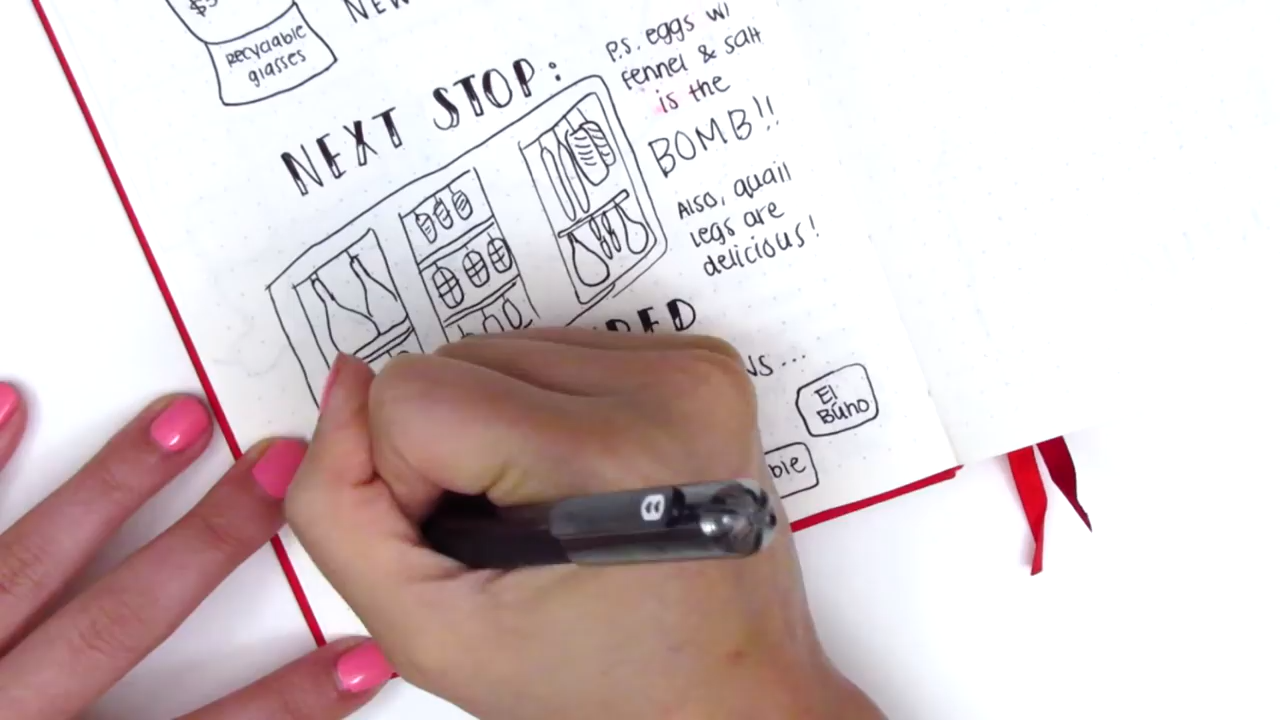 Recyclable
glasses
NEXT STOP:
p.s. eggs w/
fennel & salt
is the
BOMB!!
Also, quail
legs are
delicious!
El
Búho